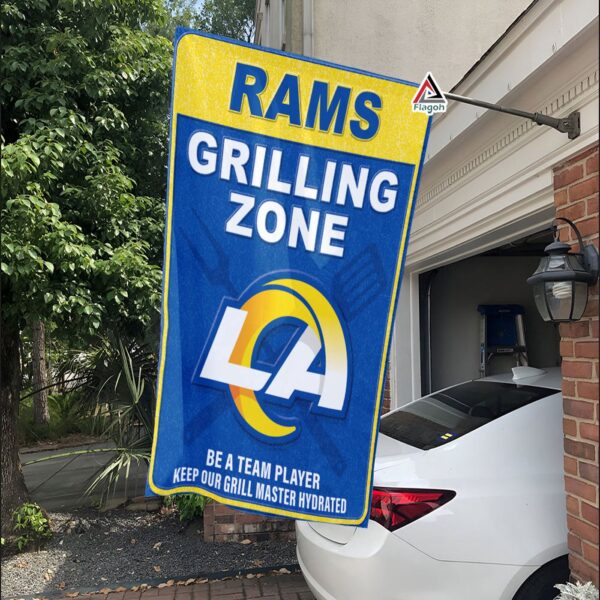 RAMS
Flagoh
GRILLING
ZONE
LA
BE A TEAM PLAYER
KEEP OUR GRILL MASTER HYDRATED